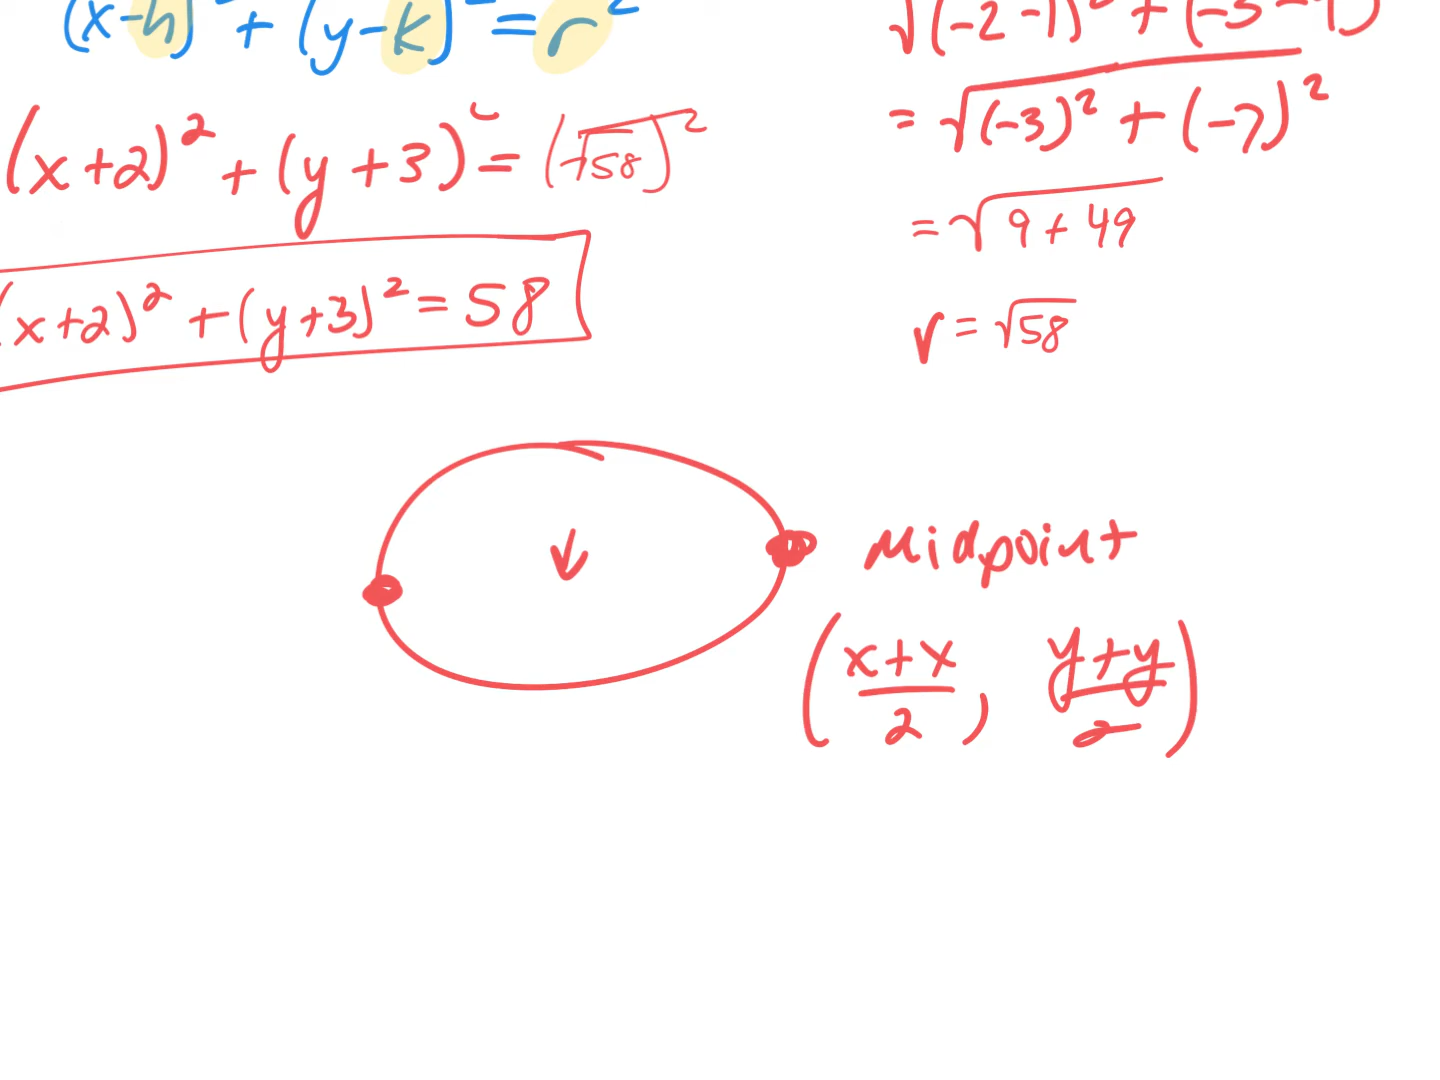 (x-h)² + (y-k)² = r²
√(-2-1)² + (-3-4)²
(x+2)² + (y+3)² = (√58)²
= √(-3)² + (-7)²
= √9 + 49
(x+2)² + (y+3)² = 58
r = √58
Midpoint
(x+x/2, y+y/2)